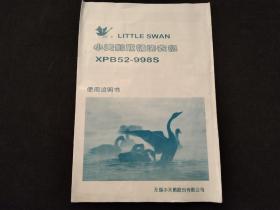 LITTLE SWAN
小天鹅双桶洗衣机
XPB52-998S
使用说明书
无锡小天鹅股份有限公司